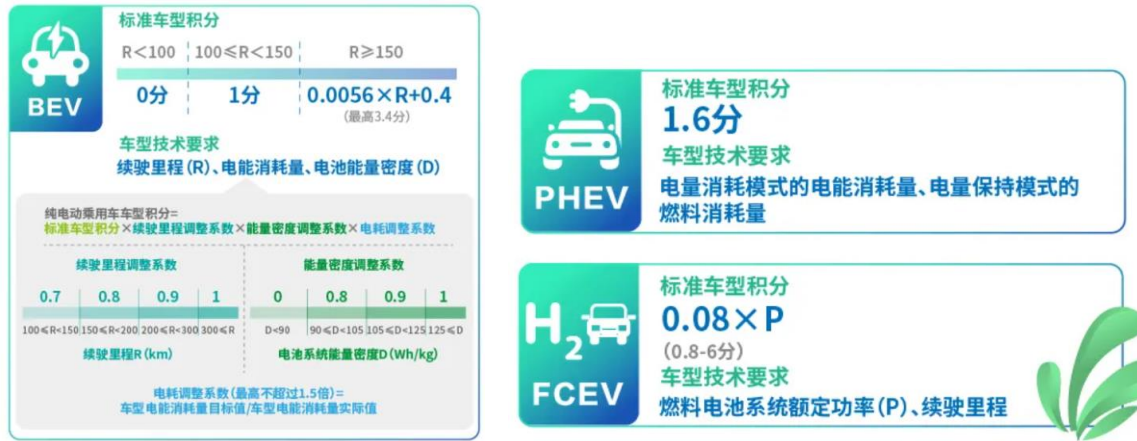 BEV
标准车型积分
R<100 100≤R<150 R≥150
0分 1分 0.0056×R+0.4
(最高3.4分)
车型技术要求
续驶里程(R)、电能消耗量、电池能量密度(D)
纯电动乘用车车型积分=
标准车型积分×续驶里程调整系数×能量密度调整系数×电耗调整系数
续驶里程调整系数
0.7 0.8 0.9 1
100≤R<150 150≤R<200 200≤R<300 300≤R
续驶里程R(km)
能量密度调整系数
0 0.8 0.9 1
D<90 90≤D<105 105≤D<125 125≤D
电池系统能量密度D(Wh/kg)
电耗调整系数(最高不超过1.5倍)=
车型电能消耗量目标值/车型电能消耗量实际值
PHEV
标准车型积分
1.6分
车型技术要求
电量消耗模式的电能消耗量、电量保持模式的
燃料消耗量
H2
FCEV
标准车型积分
0.08×P
(0.8-6分)
车型技术要求
燃料电池系统额定功率(P)、续驶里程